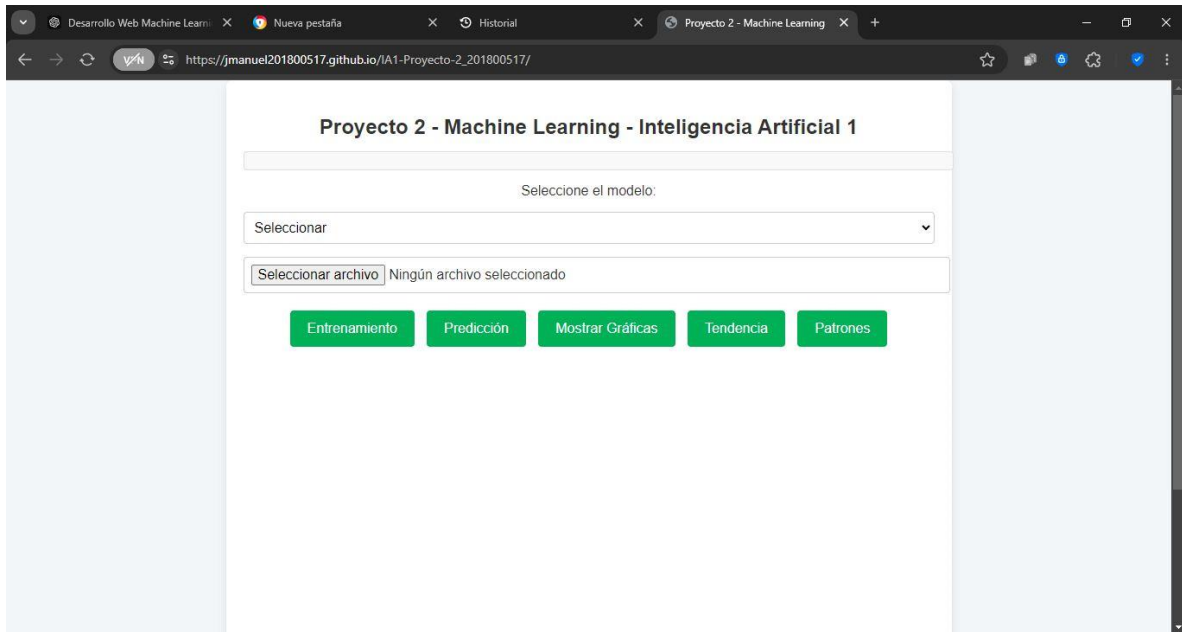 Desarrollo Web Machine Learni
Nueva pestaña
Historial
Proyecto 2 - Machine Learning
https://jmanuel201800517.github.io/IA1-Proyecto-2_201800517/
Proyecto 2 - Machine Learning - Inteligencia Artificial 1
Seleccione el modelo:
Seleccionar
Seleccionar archivo Ningún archivo seleccionado
Entrenamiento Predicción Mostrar Gráficas Tendencia Patrones